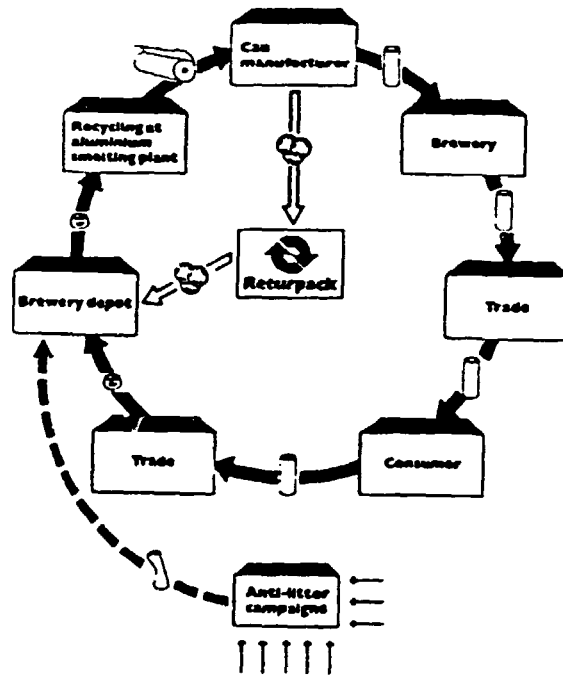 Can
manufacturer
Recycling at
aluminium
smelting plant
Brewery
Returpack
Brewery depot
Trade
Trade
Consumer
Anti-litter
campaigns